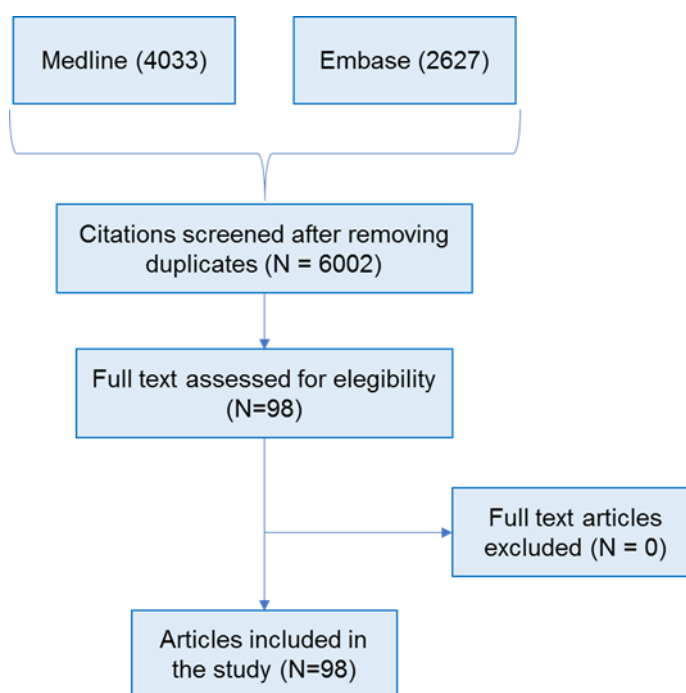 Medline (4033)
Embase (2627)
Citations screened after removing
duplicates (N = 6002)
Full text assessed for elegibility
(N=98)
Full text articles
excluded (N = 0)
Articles included in
the study (N=98)